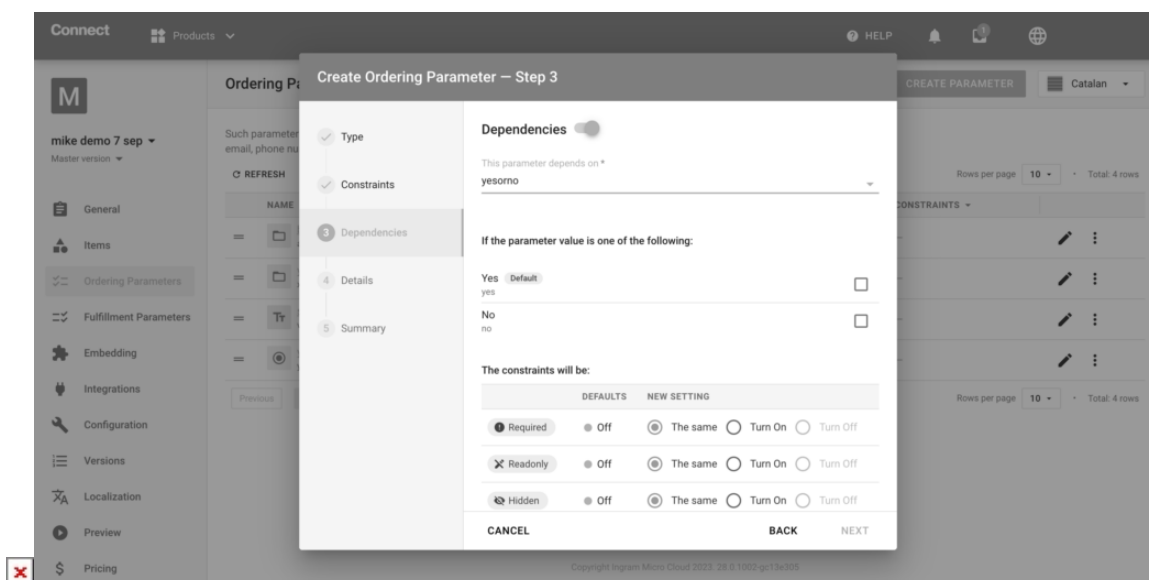 Connect
Products
HELP
1
M
mike demo 7 sep
Master version
General
Items
Ordering Parameters
Fulfillment Parameters
Embedding
Integrations
Configuration
Versions
Localization
Preview
Pricing
Ordering
CREATE PARAMETER
Catalan
Such parameter
email, phone
REFRESH
Rows per page 10 • Total: 4 rows
NAME
CONSTRAINTS
Tт
Previous
Rows per page 10 • Total: 4 rows
Create Ordering Parameter — Step 3
Type
Constraints
3 Dependencies
4 Details
5 Summary
Dependencies
This parameter depends on *
yesorno
If the parameter value is one of the following:
Yes Default
yes
No
no
The constraints will be:
DEFAULTS NEW SETTING
Required Off The same Turn On Turn Off
Readonly Off The same Turn On Turn Off
Hidden Off The same Turn On Turn Off
CANCEL BACK NEXT
Copyright Ingram Micro Cloud 2023.